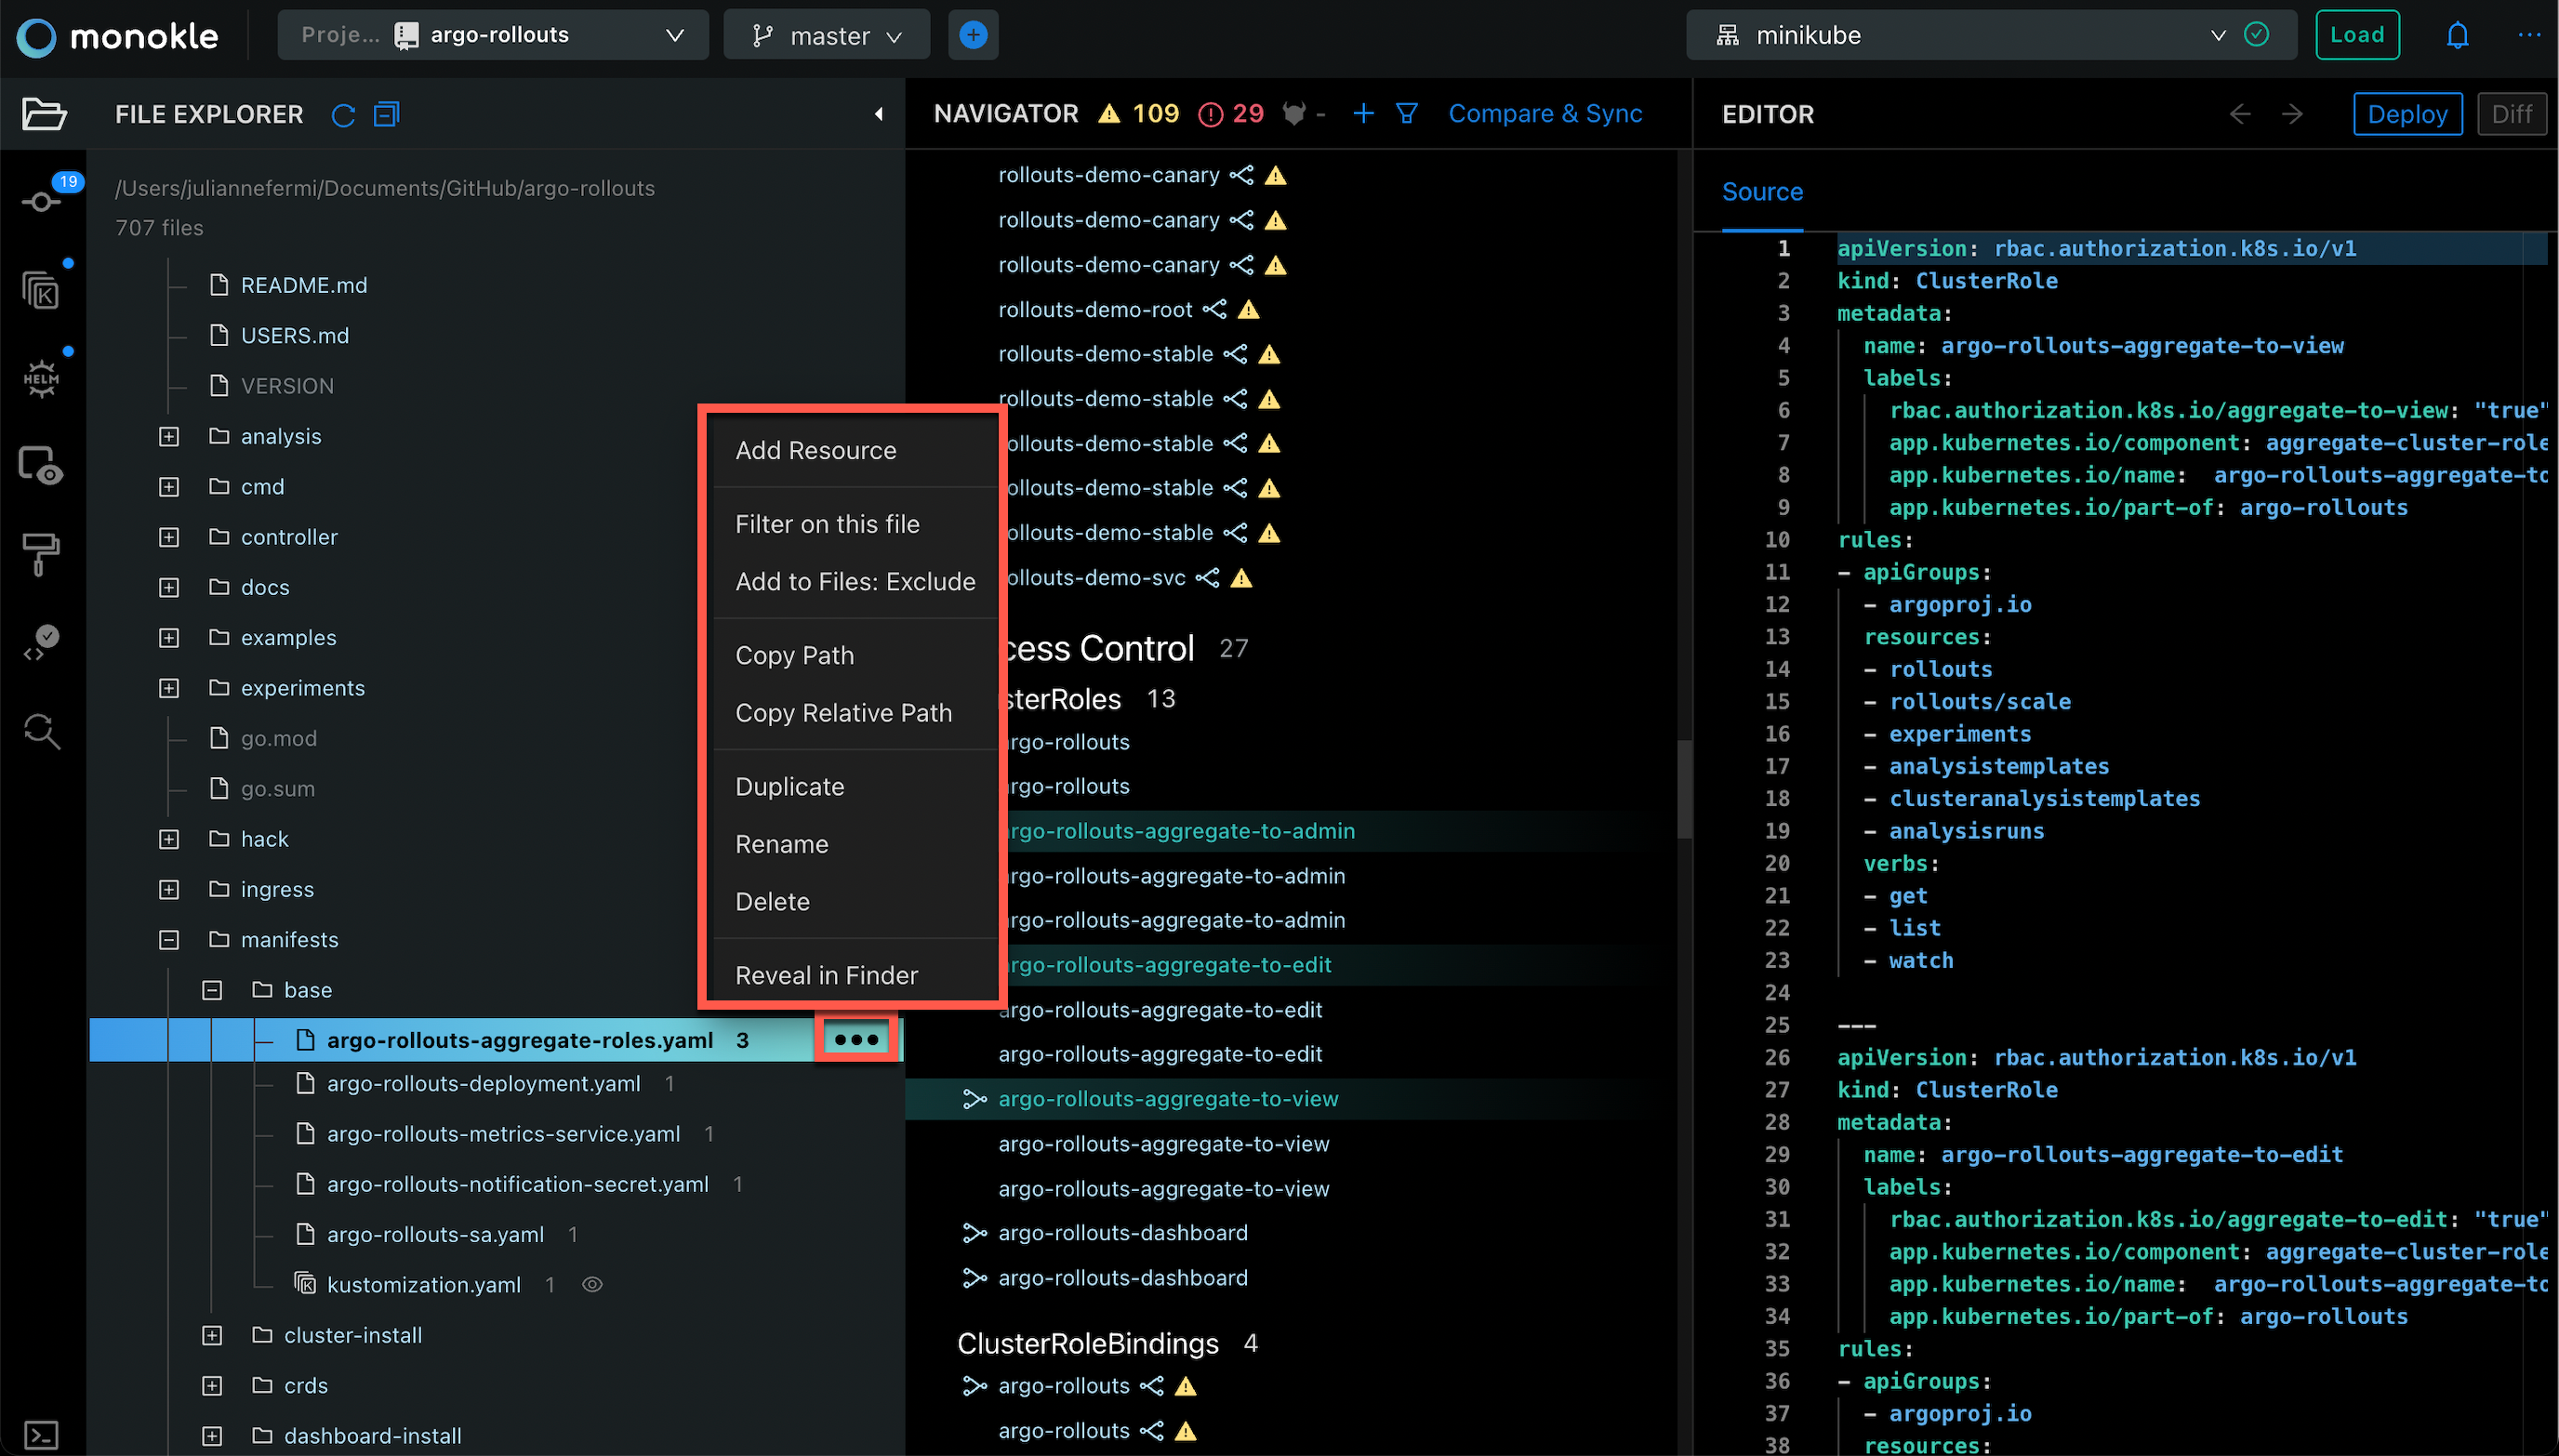 monokle
Proje... argo-rollouts
master
minikube
Load
FILE EXPLORER
19
/Users/juliannefermi/Documents/GitHub/argo-rollouts
707 files
README.md
USERS.md
HELM
VERSION
analysis
cmd
controller
docs
examples
experiments
go.mod
go.sum
hack
ingress
manifests
base
argo-rollouts-aggregate-roles.yaml 3
argo-rollouts-deployment.yaml 1
argo-rollouts-metrics-service.yaml 1
argo-rollouts-notification-secret.yaml 1
argo-rollouts-sa.yaml 1
kustomization.yaml 1
cluster-install
crds
dashboard-install
Add Resource
Filter on this file
Add to Files: Exclude
Copy Path
Copy Relative Path
Duplicate
Rename
Delete
Reveal in Finder
NAVIGATOR 109 29 - Compare & Sync
rollouts-demo-canary
rollouts-demo-canary
rollouts-demo-canary
rollouts-demo-root
rollouts-demo-stable
rollouts-demo-stable
ollouts-demo-stable
ollouts-demo-stable
ollouts-demo-stable
ollouts-demo-svc
cess Control 27
sterRoles 13
rgo-rollouts
rgo-rollouts
rgo-rollouts-aggregate-to-admin
rgo-rollouts-aggregate-to-admin
rgo-rollouts-aggregate-to-admin
rgo-rollouts-aggregate-to-edit
argo-rollouts-aggregate-to-edit
argo-rollouts-aggregate-to-edit
argo-rollouts-aggregate-to-view
argo-rollouts-aggregate-to-view
argo-rollouts-aggregate-to-view
argo-rollouts-dashboard
argo-rollouts-dashboard
ClusterRoleBindings 4
argo-rollouts
argo-rollouts
EDITOR
Deploy
Diff
Source
1 apiVersion: rbac.authorization.k8s.io/v1
2 kind: ClusterRole
3 metadata:
4 name: argo-rollouts-aggregate-to-view
5 labels:
6 rbac.authorization.k8s.io/aggregate-to-view: "true"
7 app.kubernetes.io/component: aggregate-cluster-role
8 app.kubernetes.io/name: argo-rollouts-aggregate-to
9 app.kubernetes.io/part-of: argo-rollouts
10 rules:
11 - apiGroups:
12 - argoproj.io
13 resources:
14 - rollouts
15 - rollouts/scale
16 - experiments
17 - analysistemplates
18 - clusteranalysistemplates
19 - analysisruns
20 verbs:
21 - get
22 - list
23 - watch
24
25 ---
26 apiVersion: rbac.authorization.k8s.io/v1
27 kind: ClusterRole
28 metadata:
29 name: argo-rollouts-aggregate-to-edit
30 labels:
31 rbac.authorization.k8s.io/aggregate-to-edit: "true"
32 app.kubernetes.io/component: aggregate-cluster-role
33 app.kubernetes.io/name: argo-rollouts-aggregate-to
34 app.kubernetes.io/part-of: argo-rollouts
35 rules:
36 - apiGroups:
37 - argoproj.io
38 resources: